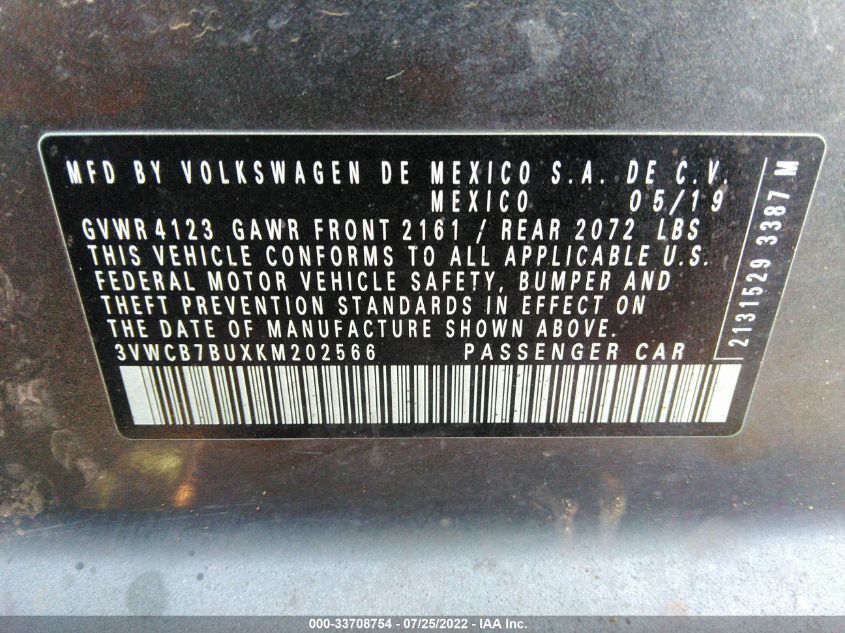 MFD BY VOLKSWAGEN DE MEXICO S.A. DE C.V.
MEXICO 05/19
GVWR 4123 GAWR FRONT 2161 / REAR 2072 LBS
THIS VEHICLE CONFORMS TO ALL APPLICABLE U.S.
FEDERAL MOTOR VEHICLE SAFETY, BUMPER AND
THEFT PREVENTION STANDARDS IN EFFECT ON
THE DATE OF MANUFACTURE SHOWN ABOVE.
3VWCB7BUXKM202566 PASSENGER CAR
2131529 3387 M
000-33708754 - 07/25/2022 - IAA Inc.